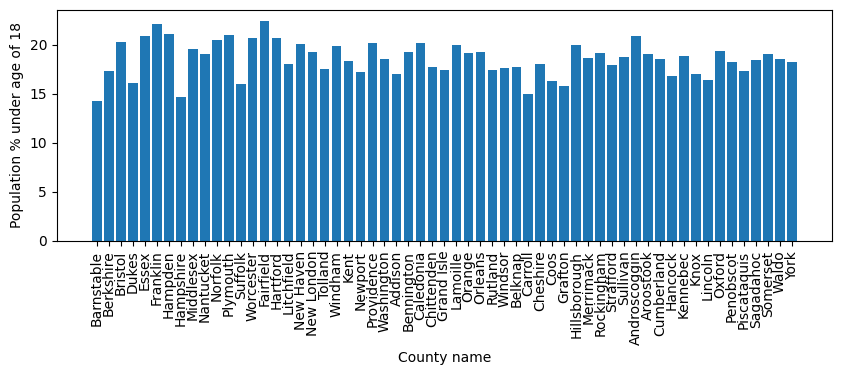 Population % under age of 18
20
15
10
5
0
Barnstable
Berkshire
Bristol
Dukes
Essex
Franklin
Hampden
Hampshire
Middlesex
Nantucket
Norfolk
Plymouth
Suffolk
Worcester
Fairfield
Hartford
Litchfield
New Haven
New London
Tolland
Windham
Kent
Newport
Providence
Washington
Addison
Bennington
Caledonia
Chittenden
Grand Isle
Lamoille
Orange
Orleans
Rutland
Windsor
Belknap
Carroll
Cheshire
Coos
Grafton
Hillsborough
Merrimack
Rockingham
Strafford
Sullivan
Androscoggin
Aroostook
Cumberland
Hancock
Kennebec
Knox
Lincoln
Oxford
Penobscot
Piscataquis
Sagadahoc
Somerset
Waldo
York
County name